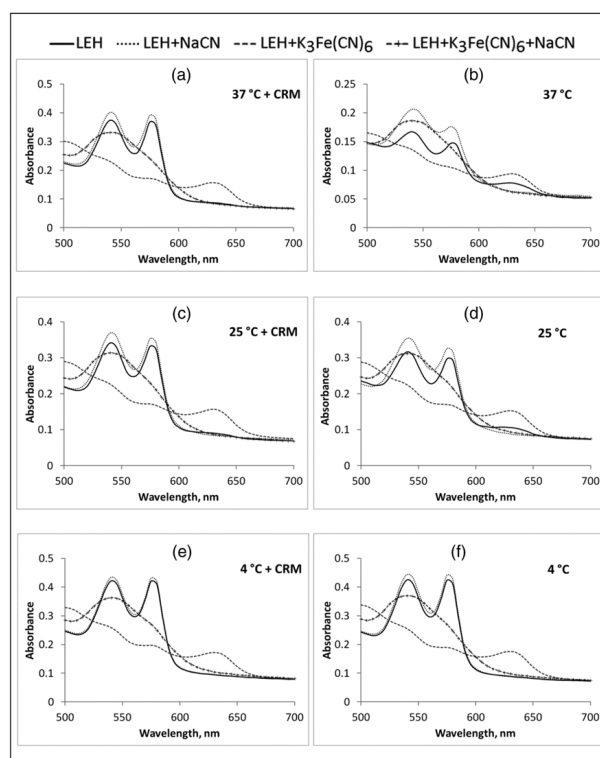 LEH LEH+NaCN LEH+K3Fe(CN)6 LEH+K3Fe(CN)6+NaCN
(a)
37 °C + CRM
Absorbance
0.5
0.4
0.3
0.2
0.1
0
500 550 600 650 700
Wavelength, nm
(b)
37 °C
Absorbance
0.25
0.2
0.15
0.1
0.05
0
500 550 600 650 700
Wavelength, nm
(c)
25 °C + CRM
Absorbance
0.4
0.3
0.2
0.1
0
500 550 600 650 700
Wavelength, nm
(d)
25 °C
Absorbance
0.4
0.3
0.2
0.1
0
500 550 600 650 700
Wavelength, nm
(e)
4 °C + CRM
Absorbance
0.5
0.4
0.3
0.2
0.1
0
500 550 600 650 700
Wavelength, nm
(f)
4 °C
Absorbance
0.5
0.4
0.3
0.2
0.1
0
500 550 600 650 700
Wavelength, nm